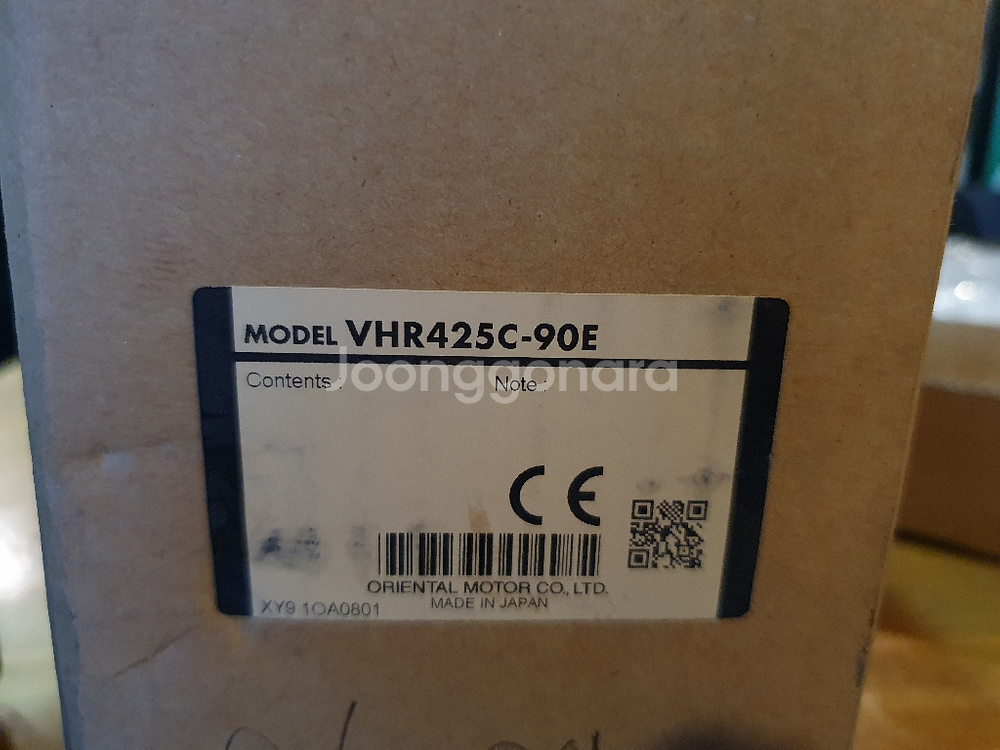 MODEL VHR425C-90E
Joonggonara
Contents : Note :
CE
ORIENTAL MOTOR CO., LTD.
MADE IN JAPAN
XY9 1OA0801